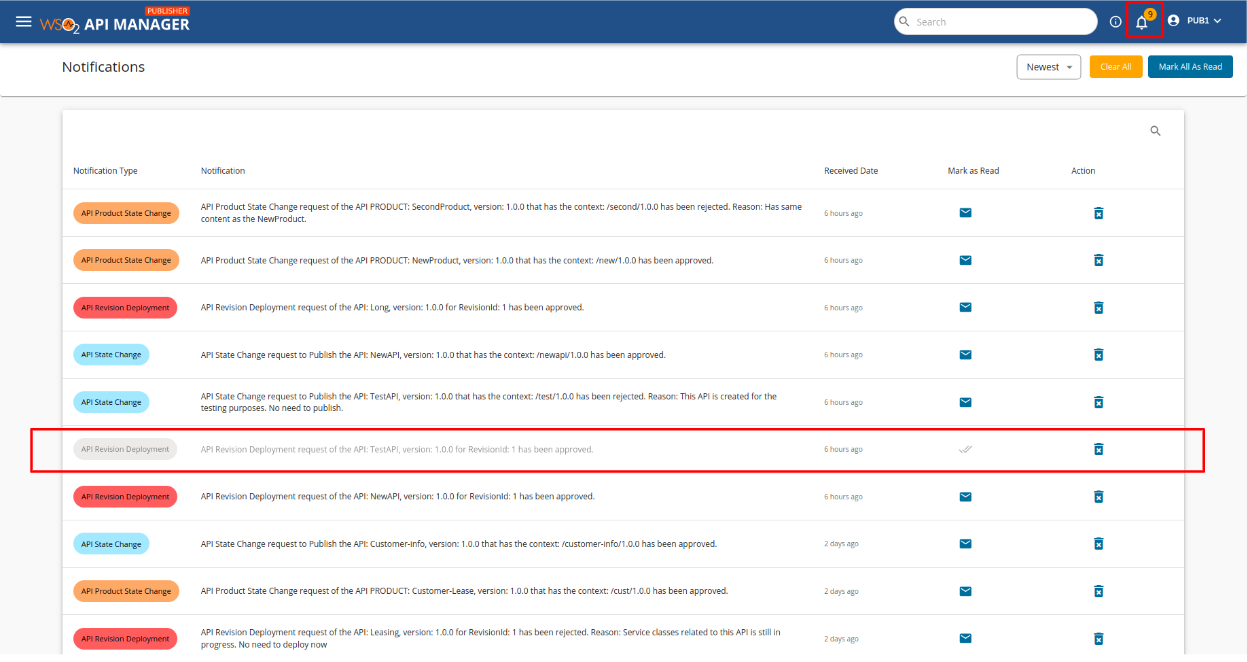 PUBLISHER
WSO2 API MANAGER
Search
9
PUB1
Notifications
Newest
Clear All
Mark All As Read
Notification Type Notification Received Date Mark as Read Action
API Product State Change
API Product State Change request of the API PRODUCT: SecondProduct, version: 1.0.0 that has the context: /second/1.0.0 has been rejected. Reason: Has same
content as the NewProduct.
6 hours ago
API Product State Change
API Product State Change request of the API PRODUCT: NewProduct, version: 1.0.0 that has the context: /new/1.0.0 has been approved.
6 hours ago
API Revision Deployment
API Revision Deployment request of the API: Long, version: 1.0.0 for RevisionId: 1 has been approved.
6 hours ago
API State Change
API State Change request to Publish the API: NewAPI, version: 1.0.0 that has the context: /newapi/1.0.0 has been approved.
6 hours ago
API State Change
API State Change request to Publish the API: TestAPI, version: 1.0.0 that has the context: /test/1.0.0 has been rejected. Reason: This API is created for the
testing purposes. No need to publish.
6 hours ago
API Revision Deployment
API Revision Deployment request of the API: TestAPI, version: 1.0.0 for RevisionId: 1 has been approved.
6 hours ago
API Revision Deployment
API Revision Deployment request of the API: NewAPI, version: 1.0.0 for RevisionId: 1 has been approved.
6 hours ago
API State Change
API State Change request to Publish the API: Customer-info, version: 1.0.0 that has the context: /customer-info/1.0.0 has been approved.
2 days ago
API Product State Change
API Product State Change request of the API PRODUCT: Customer-Lease, version: 1.0.0 that has the context: /cust/1.0.0 has been approved.
2 days ago
API Revision Deployment
API Revision Deployment request of the API: Leasing, version: 1.0.0 for RevisionId: 1 has been rejected. Reason: Service classes related to this API is still in
progress. No need to deploy now
2 days ago